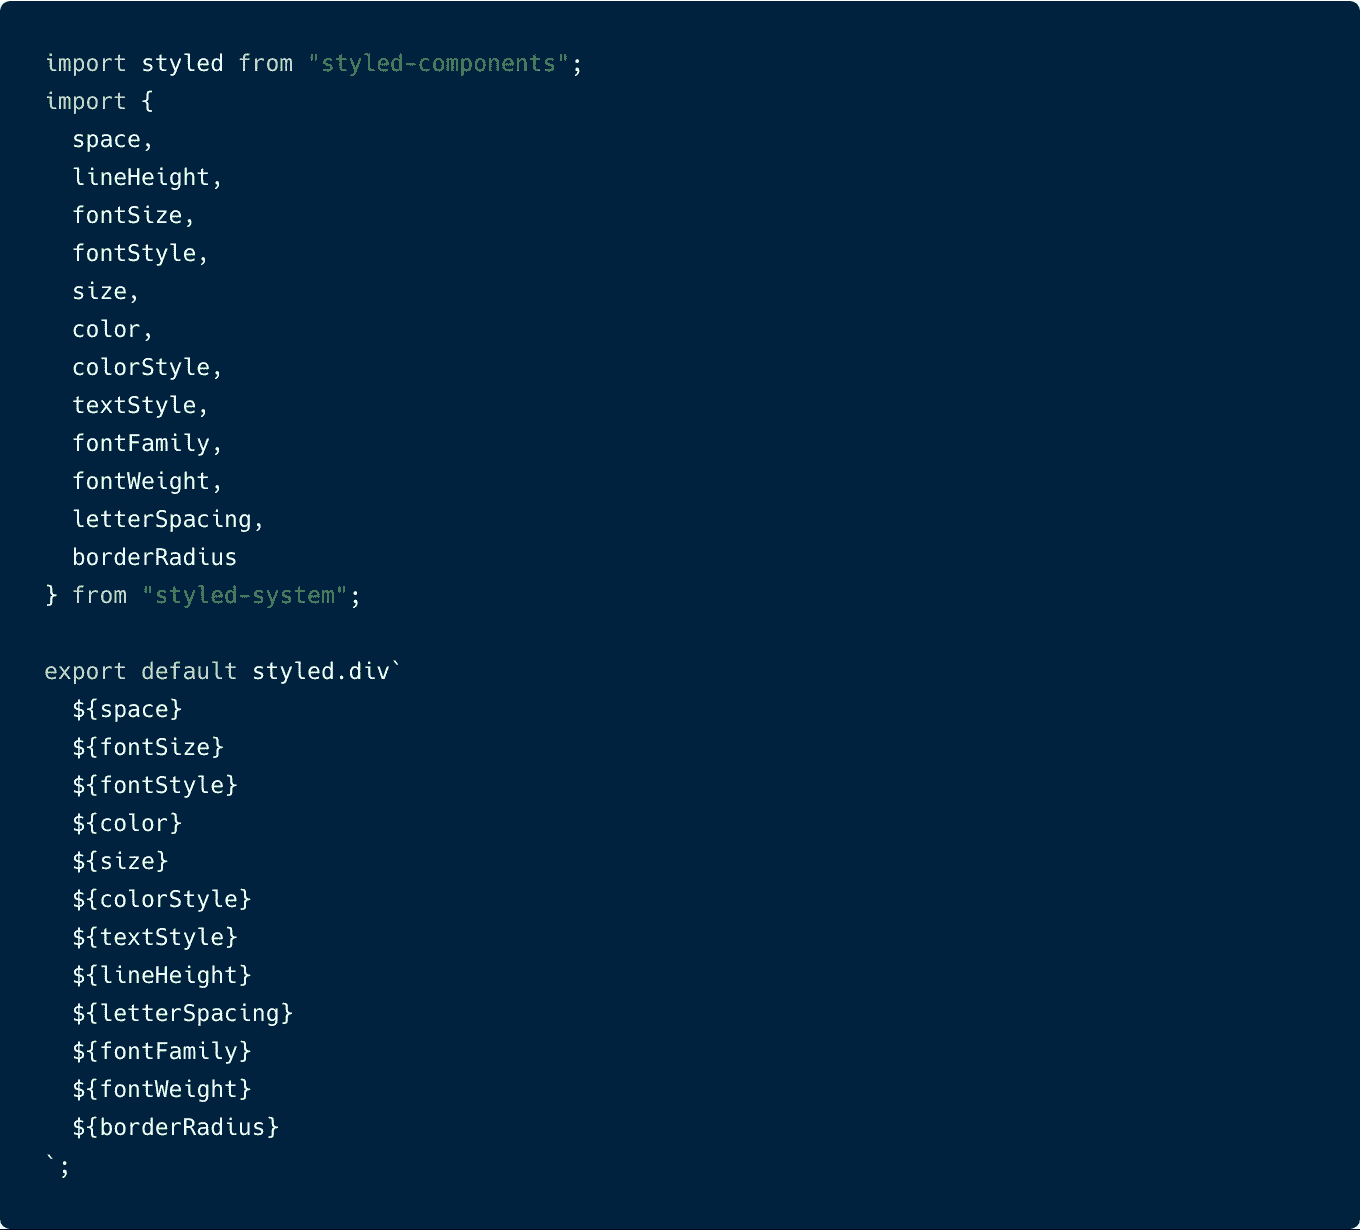 import styled from "styled-components";
import {
  space,
  lineHeight,
  fontSize,
  fontStyle,
  size,
  color,
  colorStyle,
  textStyle,
  fontFamily,
  fontWeight,
  letterSpacing,
  borderRadius
} from "styled-system";

export default styled.div`
  ${space}
  ${fontSize}
  ${fontStyle}
  ${color}
  ${size}
  ${colorStyle}
  ${textStyle}
  ${lineHeight}
  ${letterSpacing}
  ${fontFamily}
  ${fontWeight}
  ${borderRadius}
`;